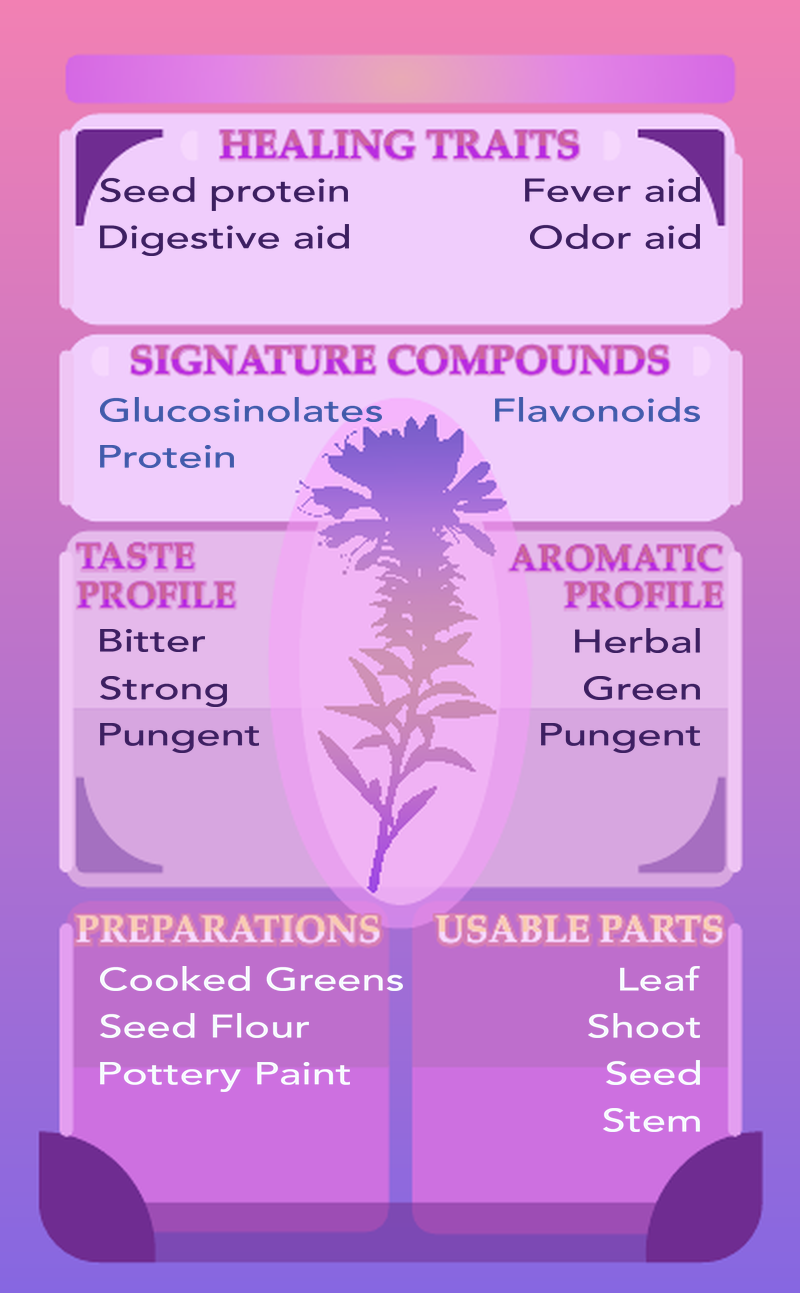 HEALING TRAITS
Seed protein
Fever aid
Digestive aid
Odor aid
SIGNATURE COMPOUNDS
Glucosinolates
Flavonoids
Protein
TASTE
PROFILE
Bitter
Strong
Pungent
AROMATIC
PROFILE
Herbal
Green
Pungent
PREPARATIONS
Cooked Greens
Seed Flour
Pottery Paint
USABLE PARTS
Leaf
Shoot
Seed
Stem